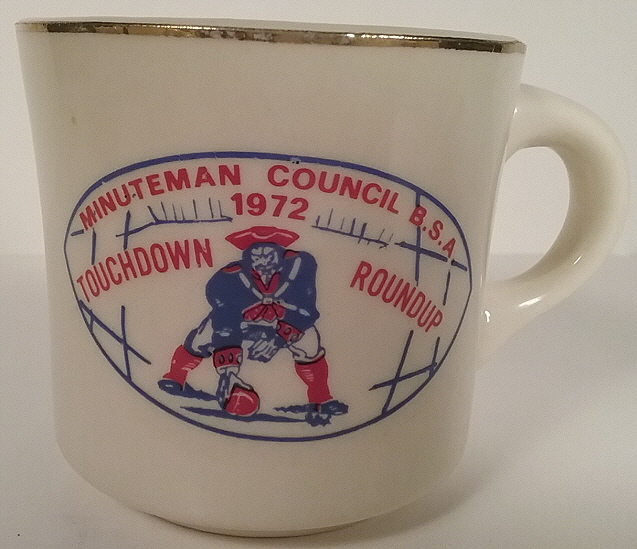 MINUTEMAN COUNCIL B.S.A
1972
TOUCHDOWN ROUNDUP